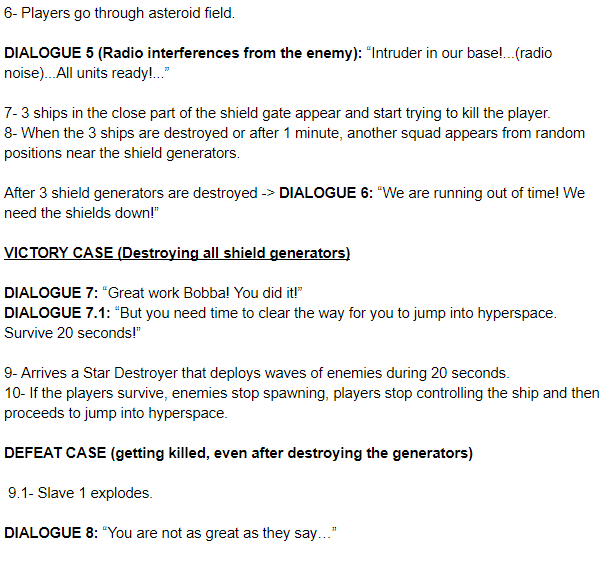 6- Players go through asteroid field.
DIALOGUE 5 (Radio interferences from the enemy): “Intruder in our base!...(radio
noise)...All units ready!...”
7- 3 ships in the close part of the shield gate appear and start trying to kill the player.
8- When the 3 ships are destroyed or after 1 minute, another squad appears from random
positions near the shield generators.
After 3 shield generators are destroyed -> DIALOGUE 6: “We are running out of time! We
need the shields down!”
VICTORY CASE (Destroying all shield generators)
DIALOGUE 7: “Great work Bobba! You did it!”
DIALOGUE 7.1: “But you need time to clear the way for you to jump into hyperspace.
Survive 20 seconds!”
9- Arrives a Star Destroyer that deploys waves of enemies during 20 seconds.
10- If the players survive, enemies stop spawning, players stop controlling the ship and then
proceeds to jump into hyperspace.
DEFEAT CASE (getting killed, even after destroying the generators)
9.1- Slave 1 explodes.
DIALOGUE 8: “You are not as great as they say…”